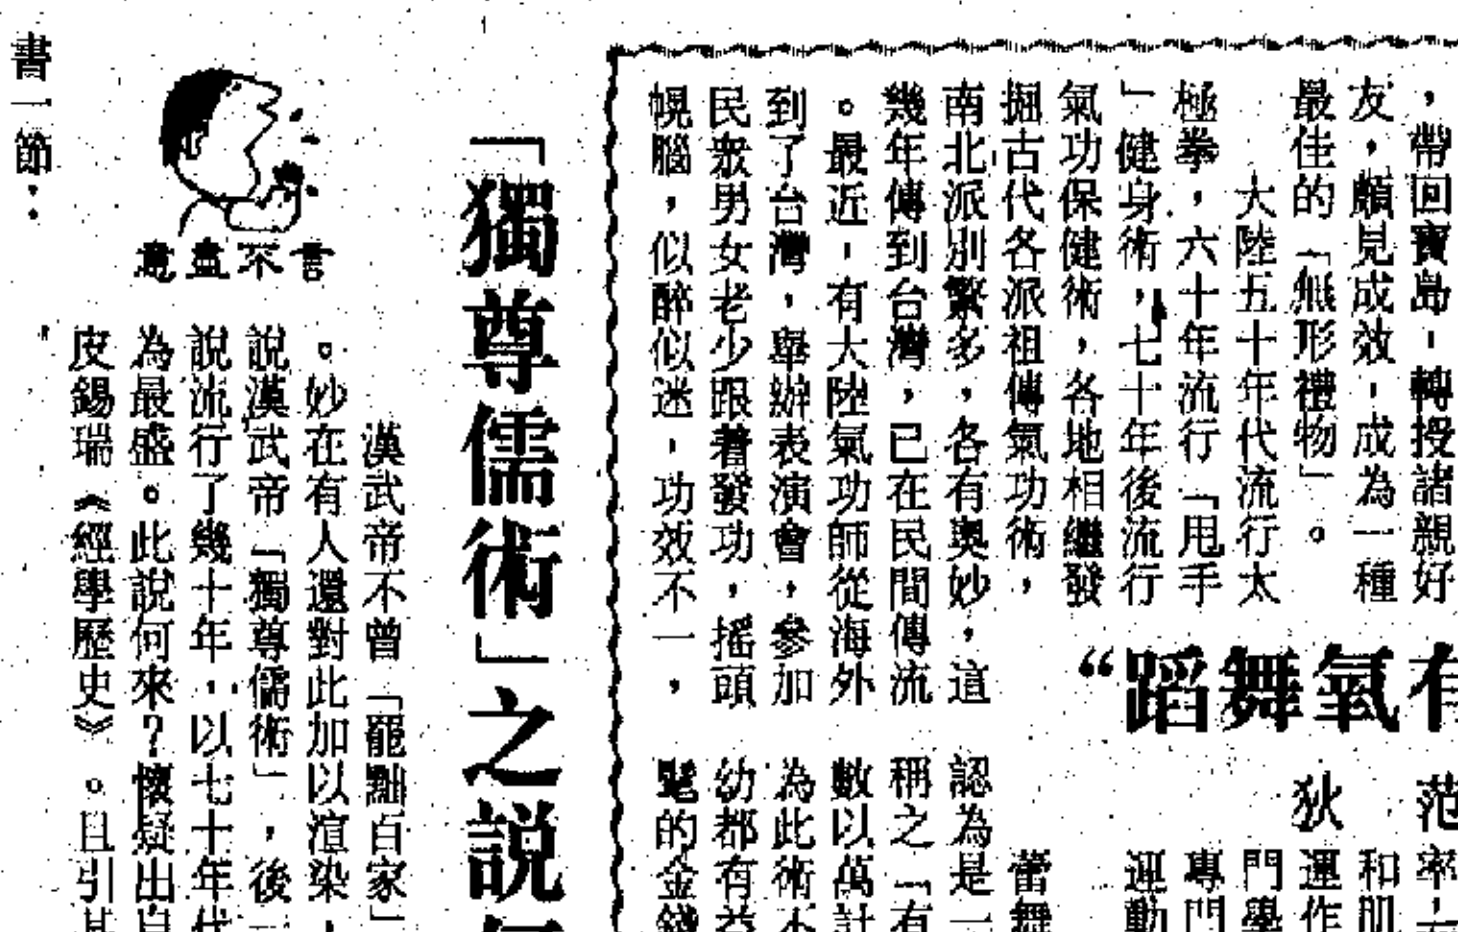 ，帶回寶島，轉授諸親好
友，頗見成效，成為一種
最佳的「無形禮物」。
大陸五十年代流行太
極拳，六十年流行「甩手
」健身術，七十年後流行
氣功保健術，各地相繼發
掘古代各派祖傳氣功術，
南北派別繁多，各有奧妙，這
幾年傳到台灣，已在民間傳流
。最近，有大陸氣功師從海外
到了台灣，舉辦表演會，參加
民眾男女老少跟着發功，搖頭
幌腦，似醉似迷，功效不一，
有氧舞蹈“
范
狄
率
和肌
運作
門學
專門
運動
蕾舞
認為是一
稱之「有
數以萬計
為此術不
幼都有益
髦的金錢
「獨尊儒術」之說
言不盡意
漢武帝不曾「罷黜百家」
。妙在有人還對此加以渲染，
說漢武帝「獨尊儒術」，後
說流行了幾十年，以七十年代
為最盛。此說何來？懷疑出自
皮錫瑞《經學歷史》。且引其
書一節：